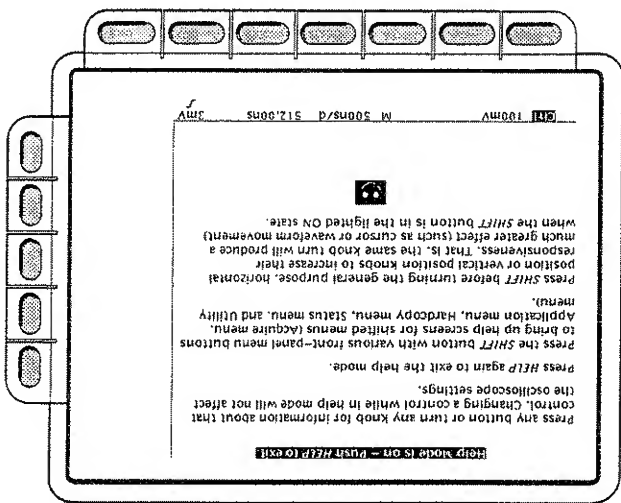 Help Mode is on – Push HELP to exit
Press any button or turn any knob for information about that
control. Changing a control while in help mode will not affect
the oscilloscope settings.
Press HELP again to exit the help mode.
Press the SHIFT button with various front–panel menu buttons
to bring up help screens for shifted menus (Acquire menu,
Application menu, Hardcopy menu, Status menu, and Utility
menu).
Press SHIFT before turning the general purpose, horizontal
position or vertical position knobs to increase their
responsiveness. That is, the same knob turn will produce a
much greater effect (such as cursor or waveform movement)
when the SHIFT button is in the lighted ON state.
Ch1 100mV M 500ns/d 512.00ns 3mV